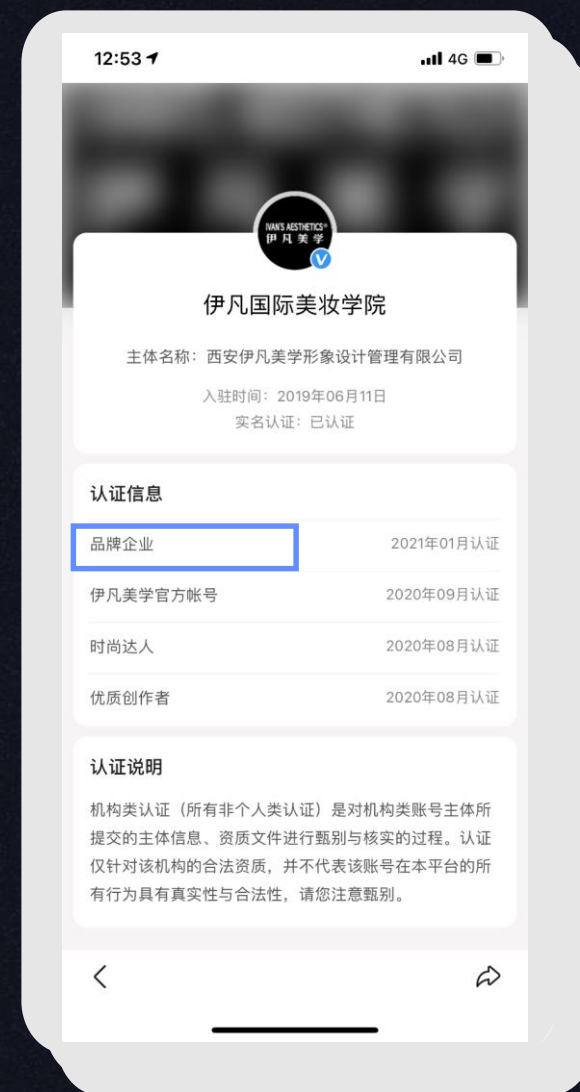 12:53
4G
IVAN'S AESTHETICS®
伊凡美学
伊凡国际美妆学院
主体名称：西安伊凡美学形象设计管理有限公司
入驻时间：2019年06月11日
实名认证：已认证
认证信息
品牌企业 2021年01月认证
伊凡美学官方帐号 2020年09月认证
时尚达人 2020年08月认证
优质创作者 2020年08月认证
认证说明
机构类认证（所有非个人类认证）是对机构类账号主体所
提交的主体信息、资质文件进行甄别与核实的过程。认证
仅针对该机构的合法资质，并不代表该账号在本平台的所
有行为具有真实性与合法性，请您注意甄别。